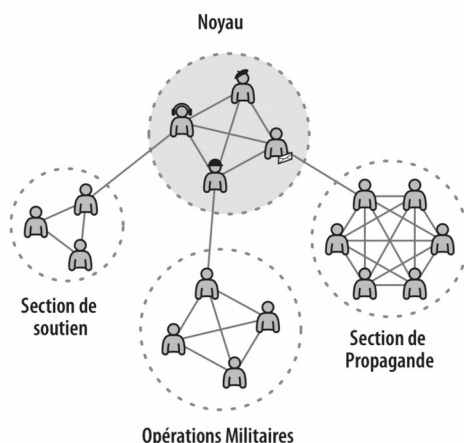 Noyau
Section de
soutien
Section de
Propagande
Opérations Militaires